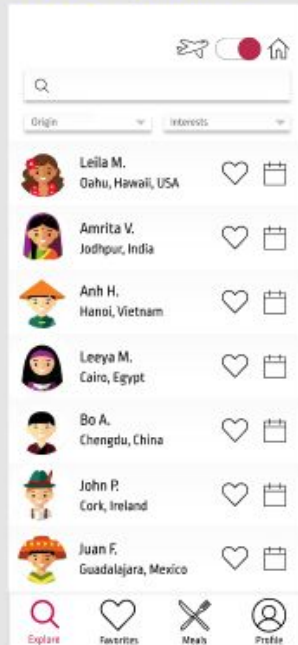 Origin
Interests
Leila M.
Oahu, Hawaii, USA
Amrita V.
Jodhpur, India
Anh H.
Hanoi, Vietnam
Leeya M.
Cairo, Egypt
Bo A.
Chengdu, China
John P.
Cork, Ireland
Juan F.
Guadalajara, Mexico
Explore
Favorites
Meals
Profile